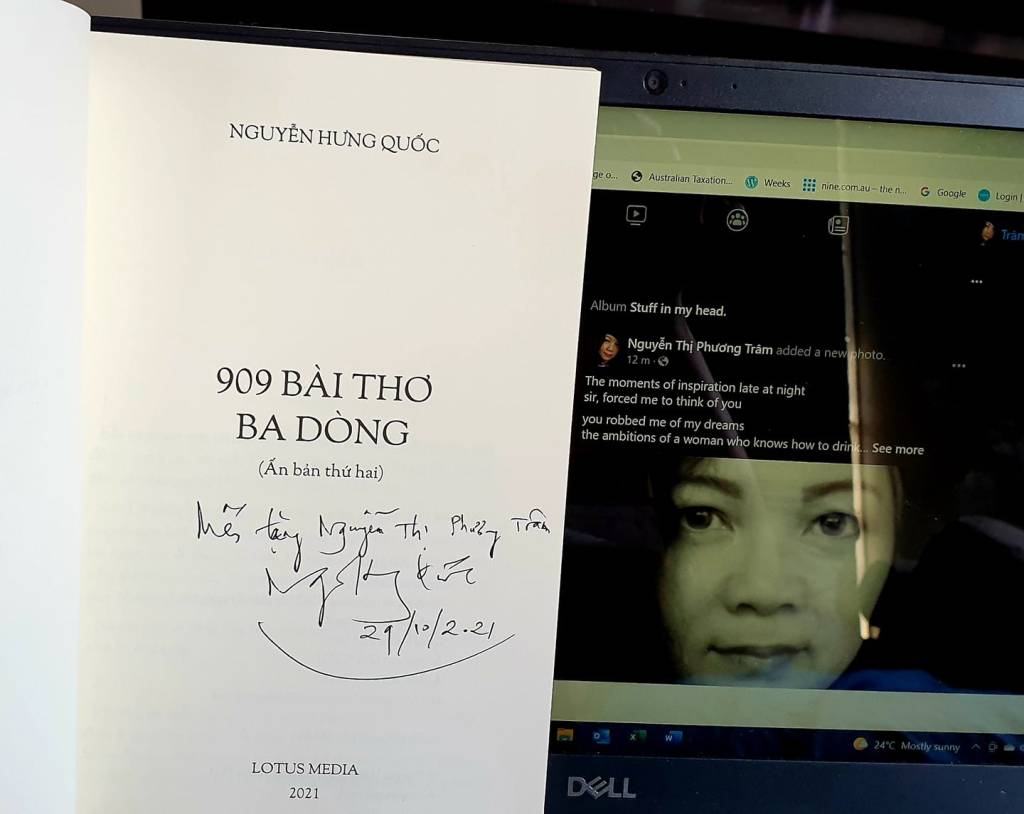 NGUYỄN HƯNG QUỐC
909 BÀI THƠ
BA DÒNG
(Ấn bản thứ hai)
Mến tặng Nguyễn Thị Phương Trâm
29/10/2021
LOTUS MEDIA
2021
ge o... Australian Taxation... Weeks nine.com.au – the n... Google Login |
Trâm
Album Stuff in my head.
Nguyễn Thị Phương Trâm added a new photo.
12 m ·
The moments of inspiration late at night
sir, forced me to think of you
you robbed me of my dreams
the ambitions of a woman who knows how to drink... See more
24°C Mostly sunny
DELL